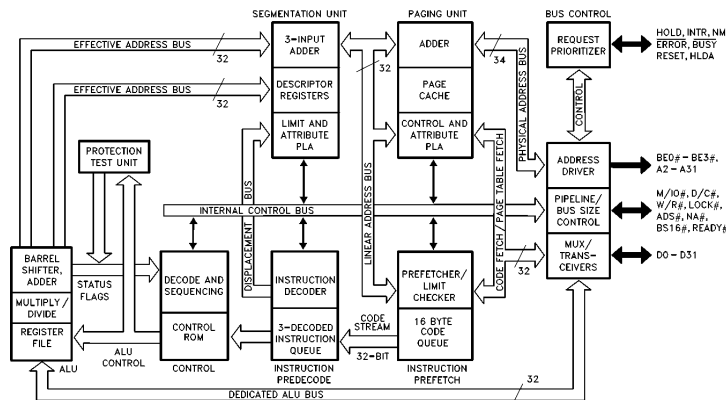 SEGMENTATION UNIT
PAGING UNIT
BUS CONTROL
EFFECTIVE ADDRESS BUS
32
3-INPUT
ADDER
32
ADDER
34
REQUEST
PRIORITIZER
HOLD, INTR, NM
ERROR, BUSY
RESET, HLDA
EFFECTIVE ADDRESS BUS
32
DESCRIPTOR
REGISTERS
PAGE
CACHE
PHYSICAL ADDRESS BUS
CONTROL
LIMIT AND
ATTRIBUTE
PLA
CONTROL AND
ATTRIBUTE
PLA
PROTECTION
TEST UNIT
ADDRESS
DRIVER
BE0# - BE3#,
A2 - A31
INTERNAL CONTROL BUS
PIPELINE/
BUS SIZE
CONTROL
M/IO#, D/C#,
W/R#, LOCK#,
ADS#, NA#,
BS16#, READY#
DISPLACEMENT BUS
LINEAR ADDRESS BUS
CODE FETCH/PAGE TABLE FETCH
32
MUX/
TRANS-
CEIVERS
D0 - D31
BARREL
SHIFTER,
ADDER
STATUS
FLAGS
DECODE AND
SEQUENCING
INSTRUCTION
DECODER
PREFETCHER/
LIMIT
CHECKER
MULTIPLY/
DIVIDE
REGISTER
FILE
ALU
CONTROL
CONTROL
ROM
3-DECODED
INSTRUCTION
QUEUE
CODE
STREAM
32-BIT
16 BYTE
CODE
QUEUE
ALU
CONTROL
INSTRUCTION
PREDECODE
INSTRUCTION
PREFETCH
32
DEDICATED ALU BUS